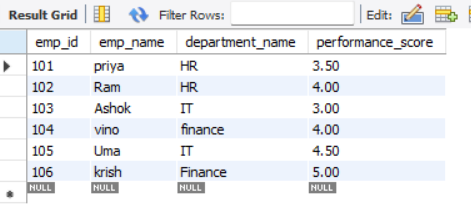 Result Grid Filter Rows: Edit:
emp_id emp_name department_name performance_score
101 priya HR 3.50
102 Ram HR 4.00
103 Ashok IT 3.00
104 vino finance 4.00
105 Uma IT 4.50
106 krish Finance 5.00
NULL NULL NULL NULL